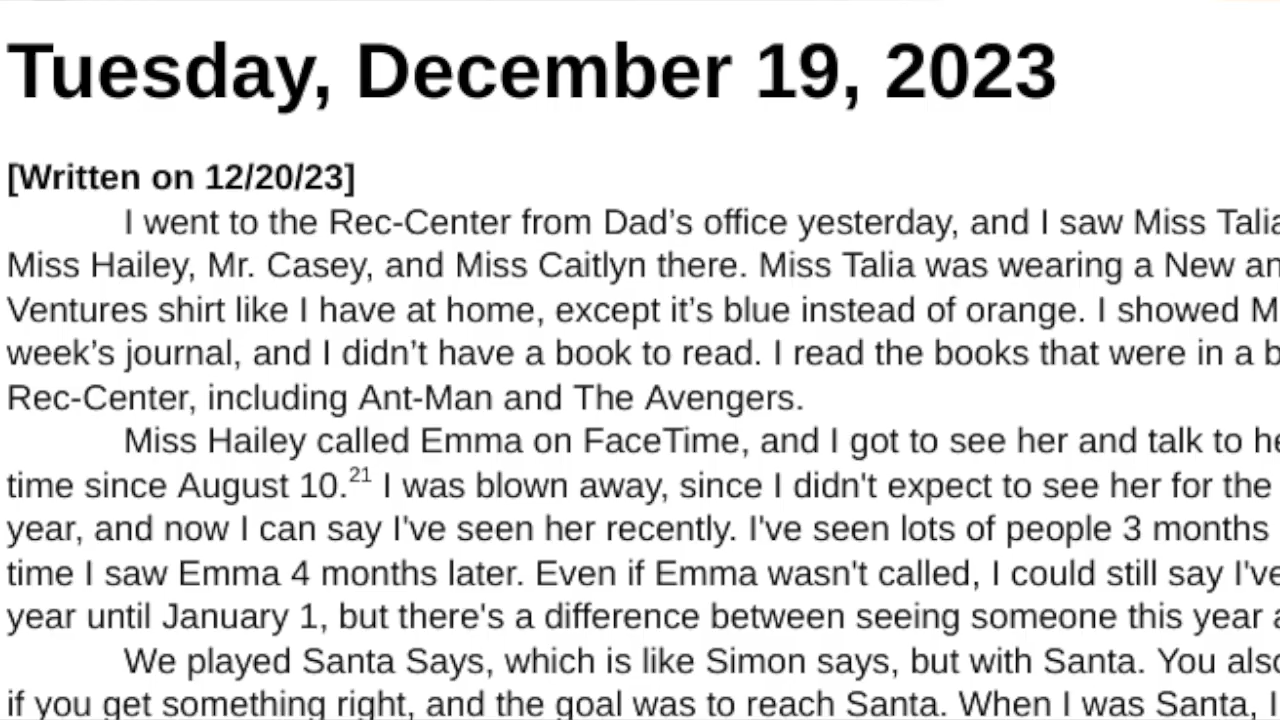 Tuesday, December 19, 2023
[Written on 12/20/23]
I went to the Rec-Center from Dad’s office yesterday, and I saw Miss Talia
Miss Hailey, Mr. Casey, and Miss Caitlyn there. Miss Talia was wearing a New an
Ventures shirt like I have at home, except it’s blue instead of orange. I showed M
week’s journal, and I didn’t have a book to read. I read the books that were in a b
Rec-Center, including Ant-Man and The Avengers.
Miss Hailey called Emma on FaceTime, and I got to see her and talk to he
time since August 10.21 I was blown away, since I didn't expect to see her for the
year, and now I can say I've seen her recently. I've seen lots of people 3 months
time I saw Emma 4 months later. Even if Emma wasn't called, I could still say I've
year until January 1, but there's a difference between seeing someone this year a
We played Santa Says, which is like Simon says, but with Santa. You also
if you get something right, and the goal was to reach Santa. When I was Santa, I